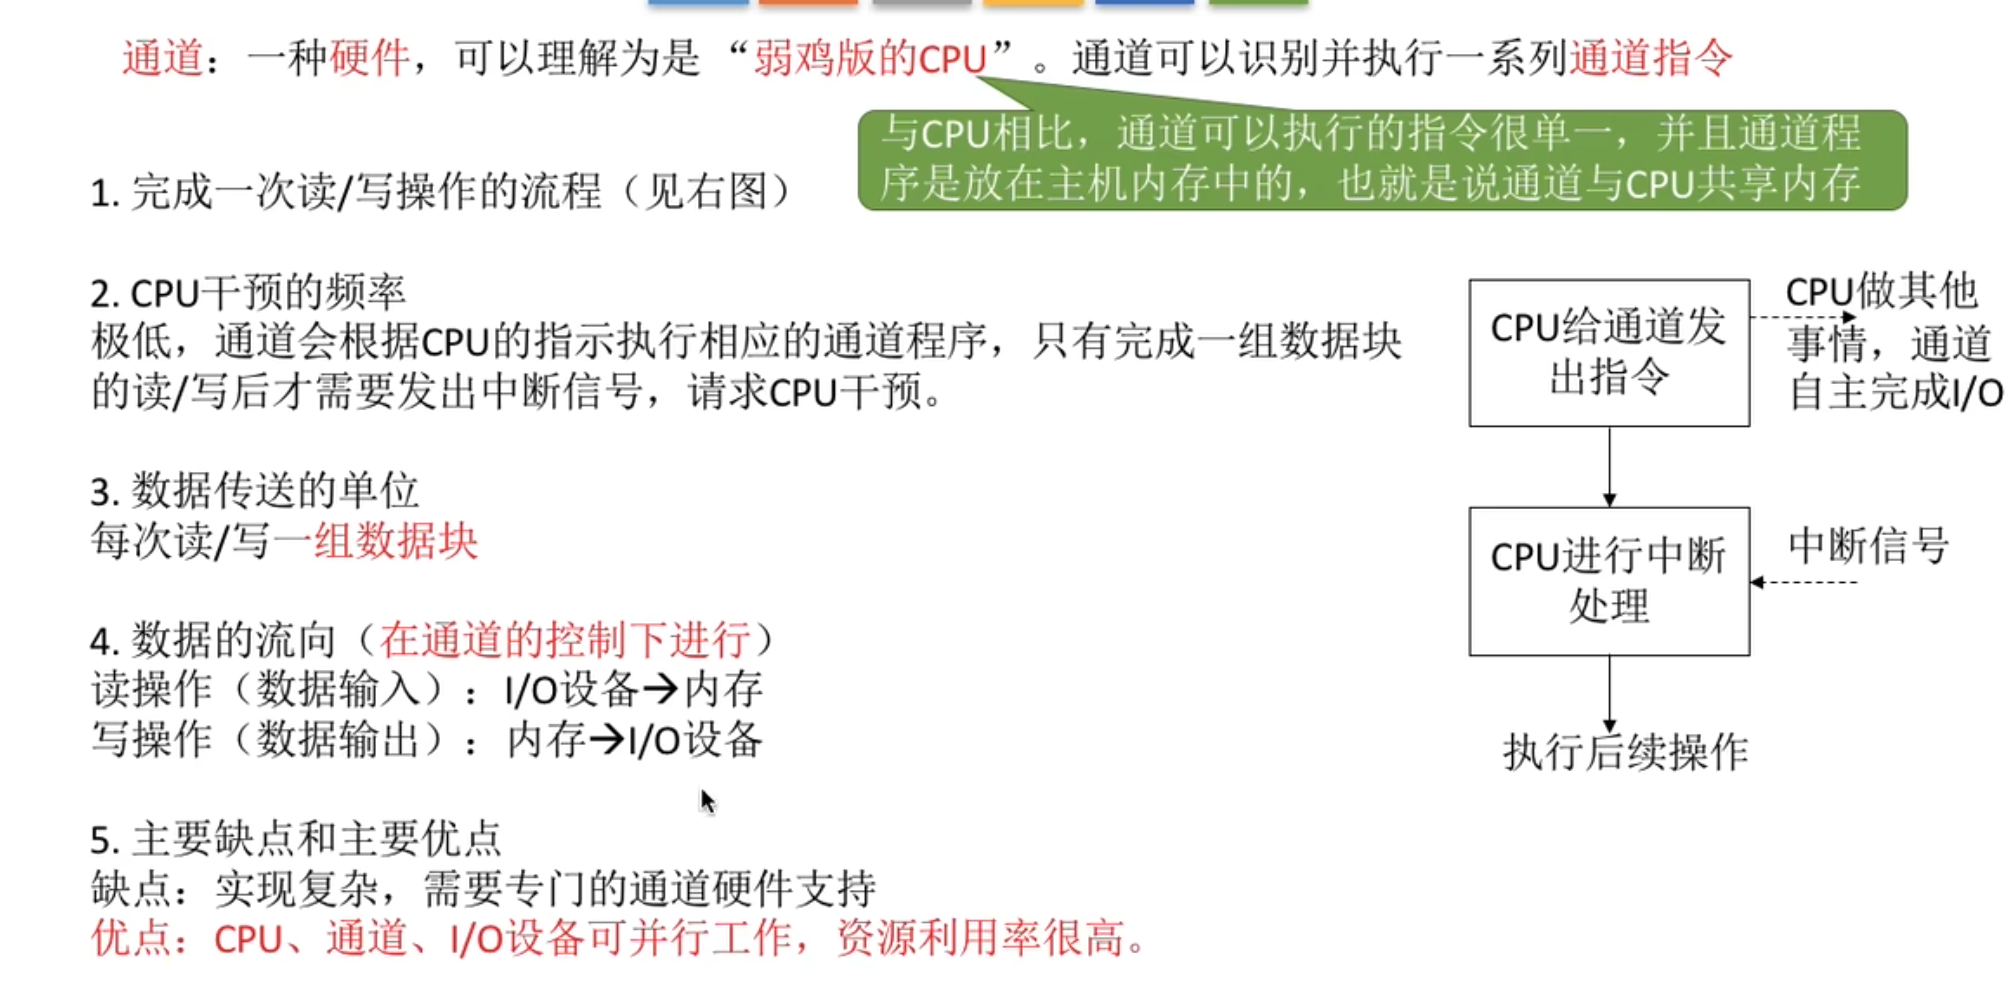 通道：一种硬件，可以理解为是 “弱鸡版的CPU”。通道可以识别并执行一系列通道指令
与CPU相比，通道可以执行的指令很单一，并且通道程
序是放在主机内存中的，也就是说通道与CPU共享内存
1. 完成一次读/写操作的流程（见右图）
2. CPU干预的频率
极低，通道会根据CPU的指示执行相应的通道程序，只有完成一组数据块
的读/写后才需要发出中断信号，请求CPU干预。
3. 数据传送的单位
每次读/写一组数据块
4. 数据的流向（在通道的控制下进行）
读操作（数据输入）：I/O设备→内存
写操作（数据输出）：内存→I/O设备
5. 主要缺点和主要优点
缺点：实现复杂，需要专门的通道硬件支持
优点：CPU、通道、I/O设备可并行工作，资源利用率很高。
CPU给通道发
出指令
CPU做其他
事情，通道
自主完成I/O
CPU进行中断
处理
中断信号
执行后续操作